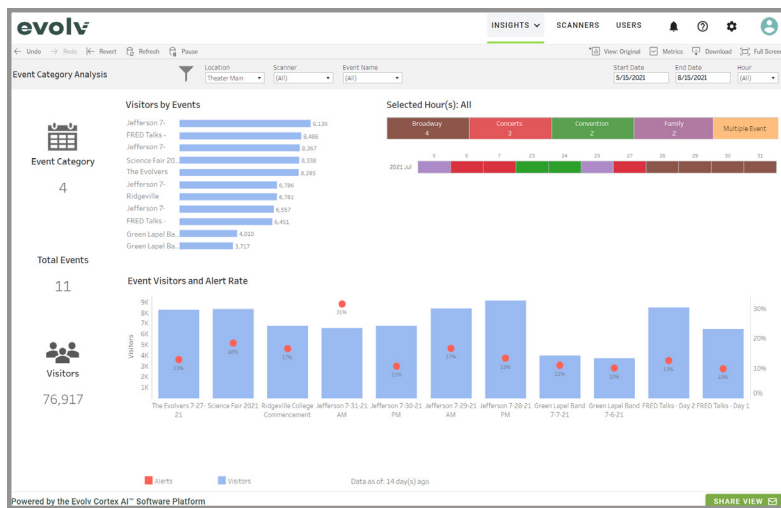 evolv
INSIGHTS SCANNERS USERS
Undo Redo Revert Refresh Pause View: Original Metrics Download Full Screen
Event Category Analysis
Location Scanner Event Name Start Date End Date Hour
Theater Main (All) (All) 5/15/2021 8/15/2021 (All)
Visitors by Events
Jefferson 7- 9,139
FRED Talks - 8,486
Jefferson 7- 8,367
Science Fair 20.. 8,338
The Evolvers 8,285
Jefferson 7- 6,786
Ridgeville 6,781
Jefferson 7- 6,557
FRED Talks - 6,451
Green Lapel Ba.. 4,010
Green Lapel Ba.. 3,717
Selected Hour(s): All
Broadway Concerts Convention Family Multiple Event
4 3 2 2
5 6 7 23 24 25 27 28 29 30 31
2021 Jul
Event Category
4
Total Events
11
Visitors
76,917
Event Visitors and Alert Rate
Visitors
9K
8K
7K
6K
5K
4K
3K
2K
1K
30%
20%
10%
0%
13% 18% 17% 31% 11% 17% 13% 11% 10% 13% 10%
The Evolvers 7-27-21
Science Fair 2021
Ridgeville College Commencement
Jefferson 7-31-21 AM
Jefferson 7-30-21 PM
Jefferson 7-29-21 AM
Jefferson 7-28-21 PM
Green Lapel Band 7-7-21
Green Lapel Band 7-6-21
FRED Talks - Day 2
FRED Talks - Day 1
Alerts Visitors Data as of: 14 day(s) ago
Powered by the Evolv Cortex AI™ Software Platform
SHARE VIEW